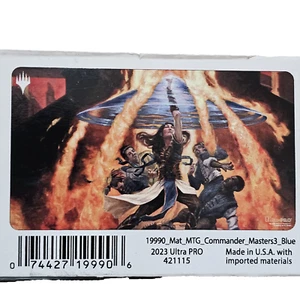 19990_Mat_MTG_Commander_Masters3_Blue
2023 Ultra PRO
421115
Made in U.S.A. with
imported materials
0 74427 19990 6